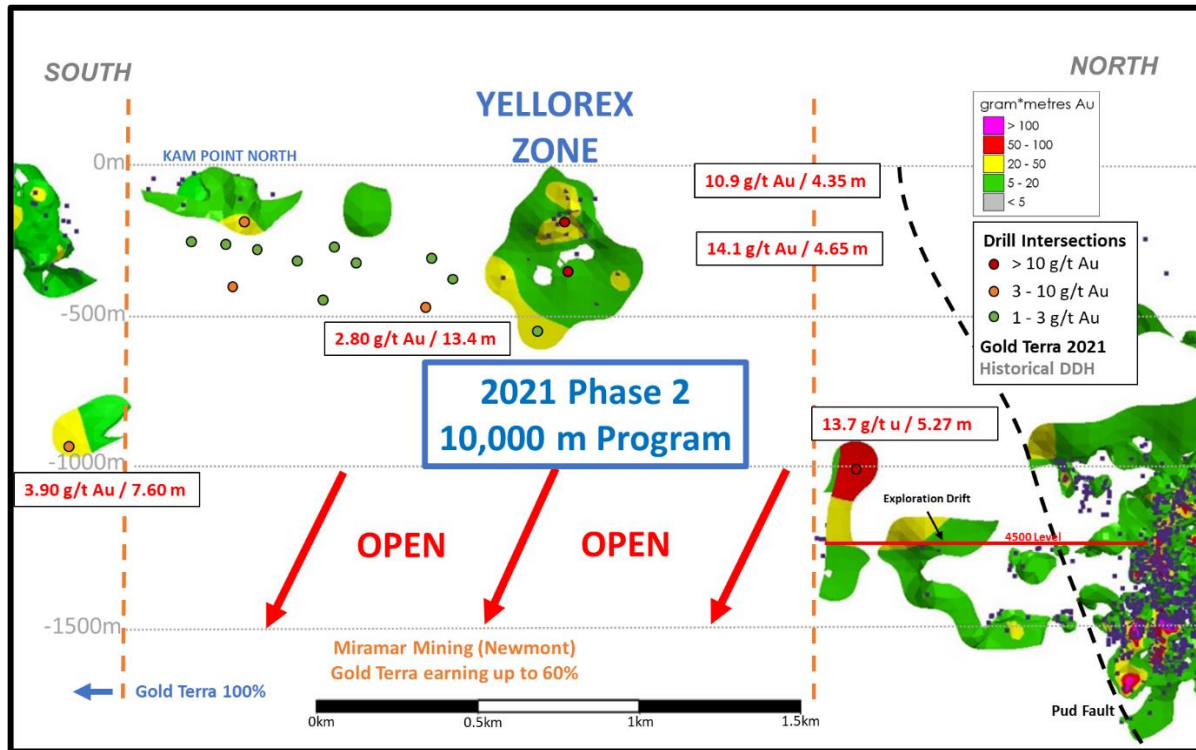 SOUTH
NORTH
YELLOREX
ZONE
KAM POINT NORTH
0m
-500m
-1000m
-1500m
gram*metres Au
> 100
50 - 100
20 - 50
5 - 20
< 5
Drill Intersections
> 10 g/t Au
3 - 10 g/t Au
1 - 3 g/t Au
Gold Terra 2021
Historical DDH
10.9 g/t Au / 4.35 m
14.1 g/t Au / 4.65 m
2.80 g/t Au / 13.4 m
2021 Phase 2
10,000 m Program
13.7 g/t u / 5.27 m
3.90 g/t Au / 7.60 m
Exploration Drift
4500 Level
OPEN
OPEN
Miramar Mining (Newmont)
Gold Terra earning up to 60%
Gold Terra 100%
Pud Fault
0km
0.5km
1km
1.5km